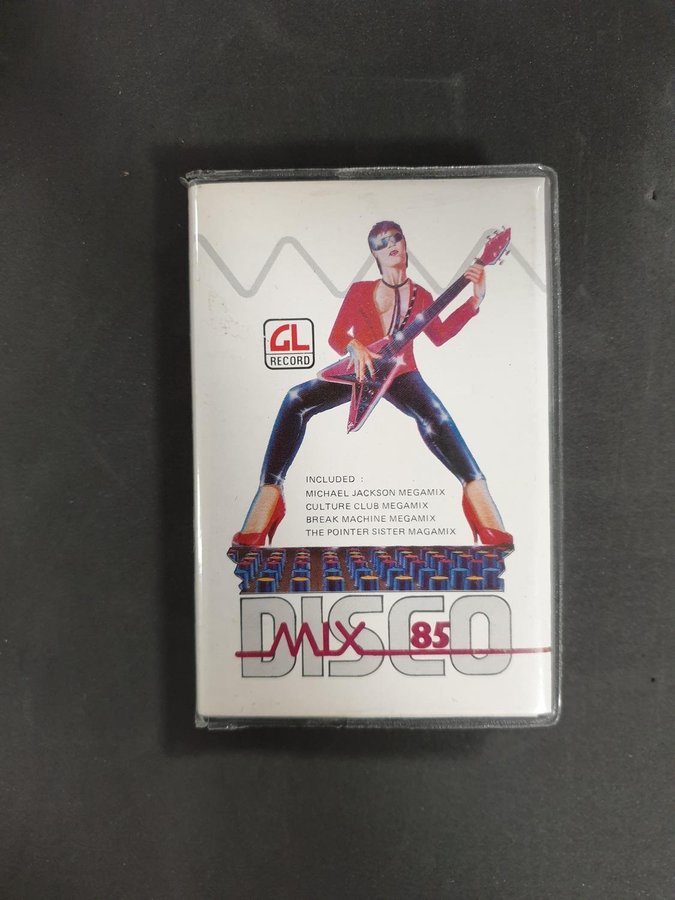 GL
RECORD
INCLUDED :
MICHAEL JACKSON MEGAMIX
CULTURE CLUB MEGAMIX
BREAK MACHINE MEGAMIX
THE POINTER SISTER MAGAMIX
DISCO
MIX 85